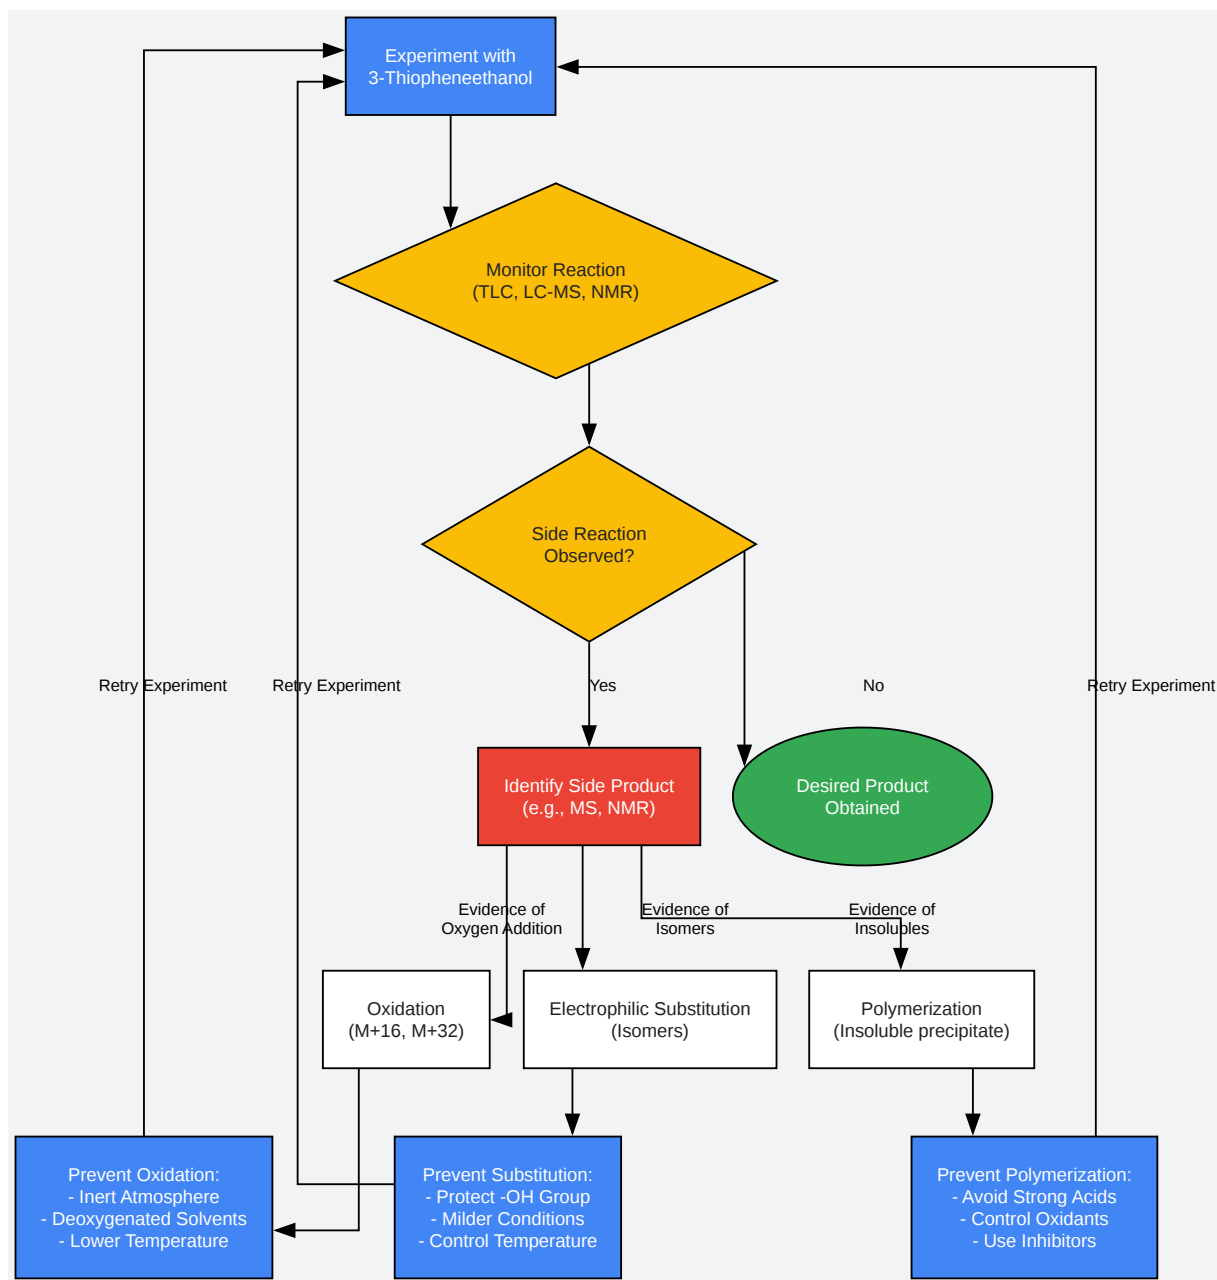 Experiment with
3-Thiopheneethanol
Monitor Reaction
(TLC, LC-MS, NMR)
Side Reaction
Observed?
Retry Experiment
Retry Experiment
Yes
No
Retry Experiment
Identify Side Product
(e.g., MS, NMR)
Desired Product
Obtained
Evidence of
Oxygen Addition
Evidence of
Isomers
Evidence of
Insolubles
Oxidation
(M+16, M+32)
Electrophilic Substitution
(Isomers)
Polymerization
(Insoluble precipitate)
Prevent Oxidation:
- Inert Atmosphere
- Deoxygenated Solvents
- Lower Temperature
Prevent Substitution:
- Protect -OH Group
- Milder Conditions
- Control Temperature
Prevent Polymerization:
- Avoid Strong Acids
- Control Oxidants
- Use Inhibitors